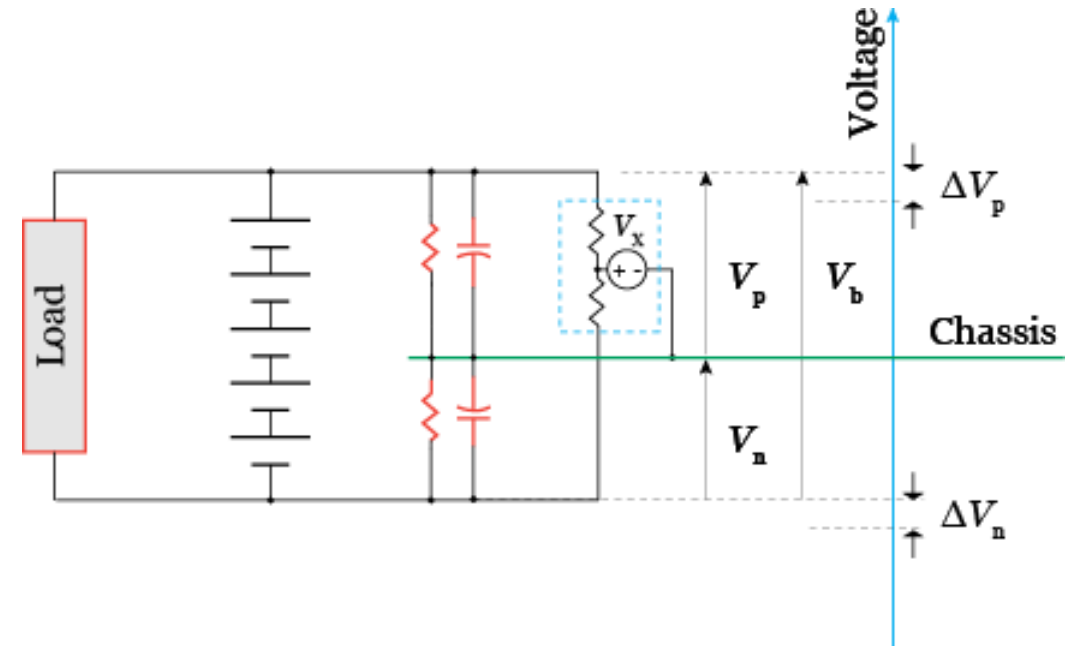 Voltage
ΔVp
Vx
+ -
Vp
Vb
Load
Chassis
Vn
ΔVn